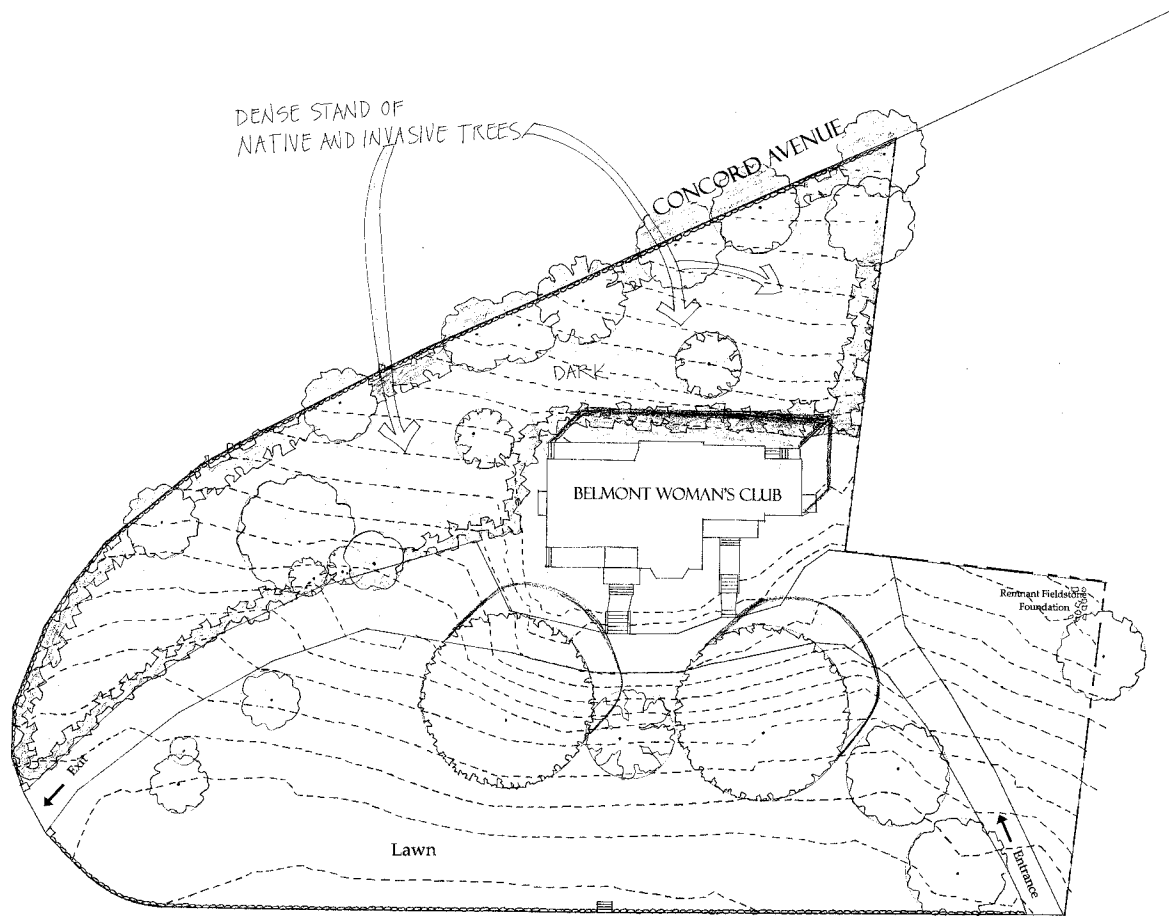 DENSE STAND OF
NATIVE AND INVASIVE TREES
CONCORD AVENUE
DARK
BELMONT WOMAN'S CLUB
Remnant Fieldstone
Foundation
Exit
Lawn
Entrance